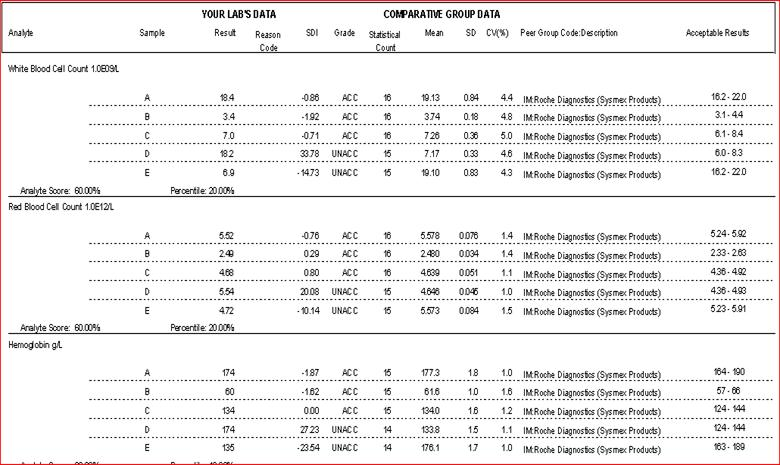 YOUR LAB'S DATA COMPARATIVE GROUP DATA
Analyte Sample Result Reason Code SDI Grade Statistical Count Mean SD CV(%) Peer Group Code:Description Acceptable Results
White Blood Cell Count 1.0E09/L
A 18.4 -0.86 ACC 16 19.13 0.84 4.4 IM:Roche Diagnostics (Sysmex Products) 16.2 - 22.0
B 3.4 -1.92 ACC 16 3.74 0.18 4.8 IM:Roche Diagnostics (Sysmex Products) 3.1 - 4.4
C 7.0 -0.71 ACC 16 7.26 0.36 5.0 IM:Roche Diagnostics (Sysmex Products) 6.1 - 8.4
D 18.2 33.78 UNACC 15 7.17 0.33 4.6 IM:Roche Diagnostics (Sysmex Products) 6.0 - 8.3
E 6.9 -14.73 UNACC 15 19.10 0.83 4.3 IM:Roche Diagnostics (Sysmex Products) 16.2 - 22.0
Analyte Score: 60.00% Percentile: 20.00%
Red Blood Cell Count 1.0E12/L
A 5.52 -0.76 ACC 16 5.578 0.076 1.4 IM:Roche Diagnostics (Sysmex Products) 5.24 - 5.92
B 2.49 0.29 ACC 16 2.480 0.034 1.4 IM:Roche Diagnostics (Sysmex Products) 2.33 - 2.63
C 4.68 0.80 ACC 16 4.639 0.051 1.1 IM:Roche Diagnostics (Sysmex Products) 4.36 - 4.92
D 5.54 20.08 UNACC 15 4.646 0.045 1.0 IM:Roche Diagnostics (Sysmex Products) 4.36 - 4.93
E 4.72 -10.14 UNACC 15 5.573 0.084 1.5 IM:Roche Diagnostics (Sysmex Products) 5.23 - 5.91
Analyte Score: 60.00% Percentile: 20.00%
Hemoglobin g/L
A 174 -1.87 ACC 15 177.3 1.8 1.0 IM:Roche Diagnostics (Sysmex Products) 164 - 190
B 60 -1.62 ACC 15 61.6 1.0 1.6 IM:Roche Diagnostics (Sysmex Products) 57 - 66
C 134 0.00 ACC 15 134.0 1.6 1.2 IM:Roche Diagnostics (Sysmex Products) 124 - 144
D 174 27.23 UNACC 14 133.8 1.5 1.1 IM:Roche Diagnostics (Sysmex Products) 124 - 144
E 135 -23.54 UNACC 14 176.1 1.7 1.0 IM:Roche Diagnostics (Sysmex Products) 163 - 189